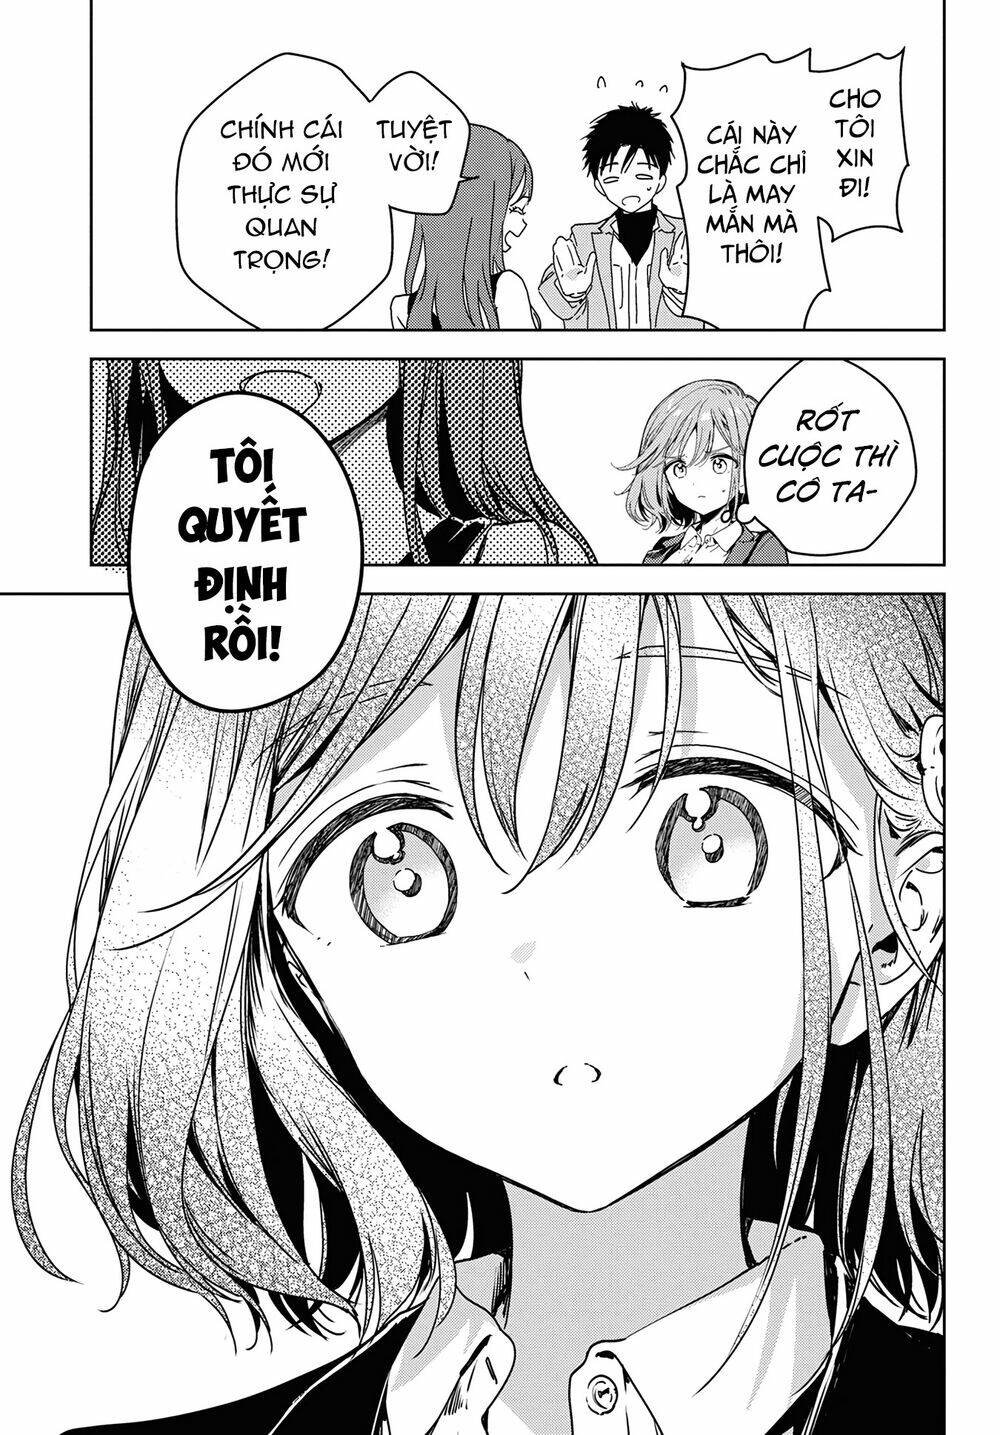 CHO
TÔI
XIN
ĐI!
CÁI NÀY
CHẮC CHỈ
LÀ MAY
MẮN MÀ
THÔI!
TUYỆT
VỜI!
CHÍNH CÁI
ĐÓ MỚI
THỰC SỰ
QUAN
TRỌNG!
RỐT
CUỘC THÌ
CÔ TA-
TÔI
QUYẾT
ĐỊNH
RỒI!